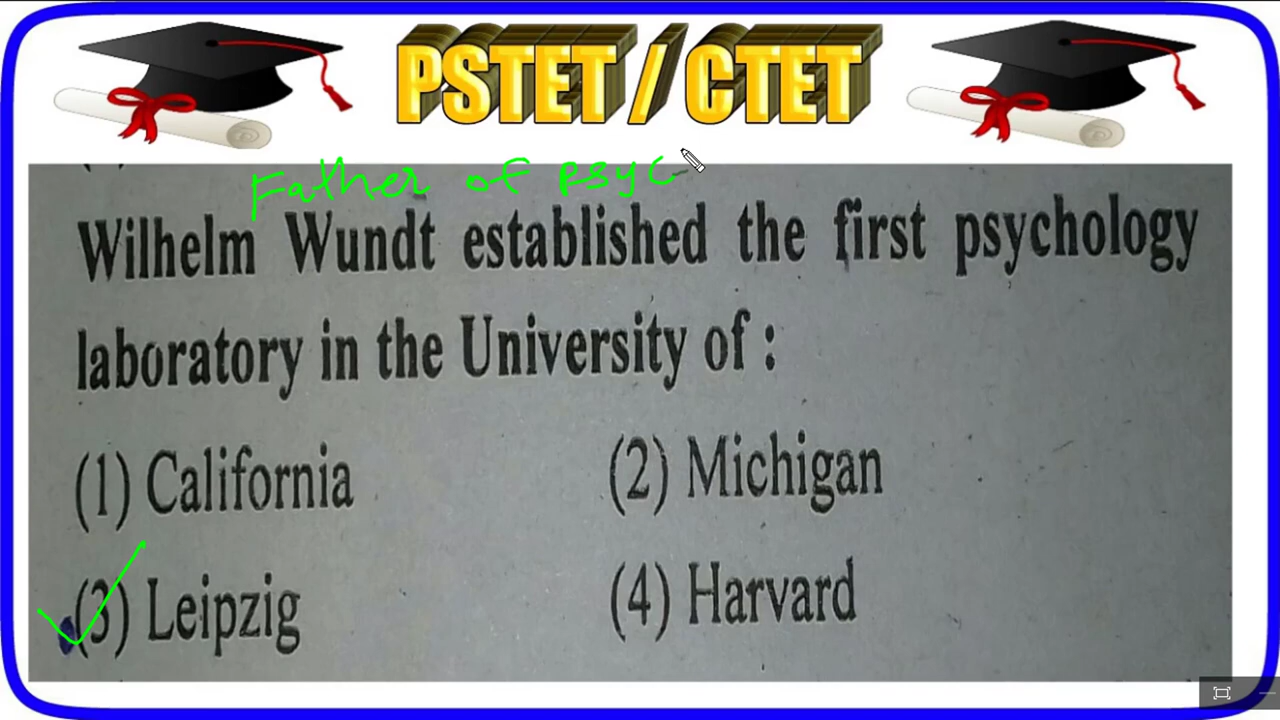 PSTET / CTET
Father of psyc
Wilhelm Wundt established the first psychology
laboratory in the University of :
(1) California
(2) Michigan
(3) Leipzig
(4) Harvard